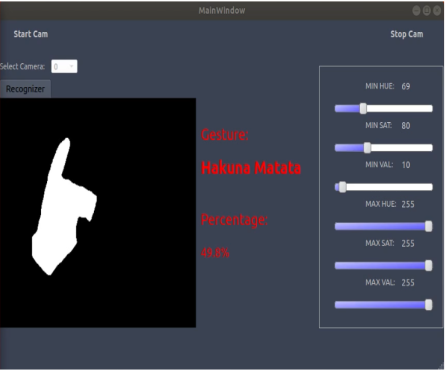 MainWindow
Start Cam
Stop Cam
Select Camera: 0
Recognizer
Gesture:
Hakuna Matata
Percentage:
49.8%
MIN HUE: 69
MIN SAT: 80
MIN VAL: 10
MAX HUE: 255
MAX SAT: 255
MAX VAL: 255